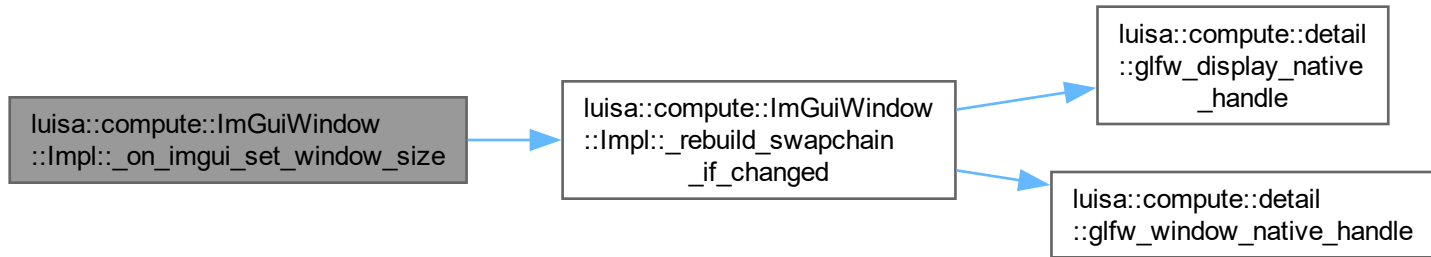 luisa::compute::ImGuiWindow
::Impl::_on_imgui_set_window_size
luisa::compute::ImGuiWindow
::Impl::_rebuild_swapchain
_if_changed
luisa::compute::detail
::glfw_display_native
_handle
luisa::compute::detail
::glfw_window_native_handle